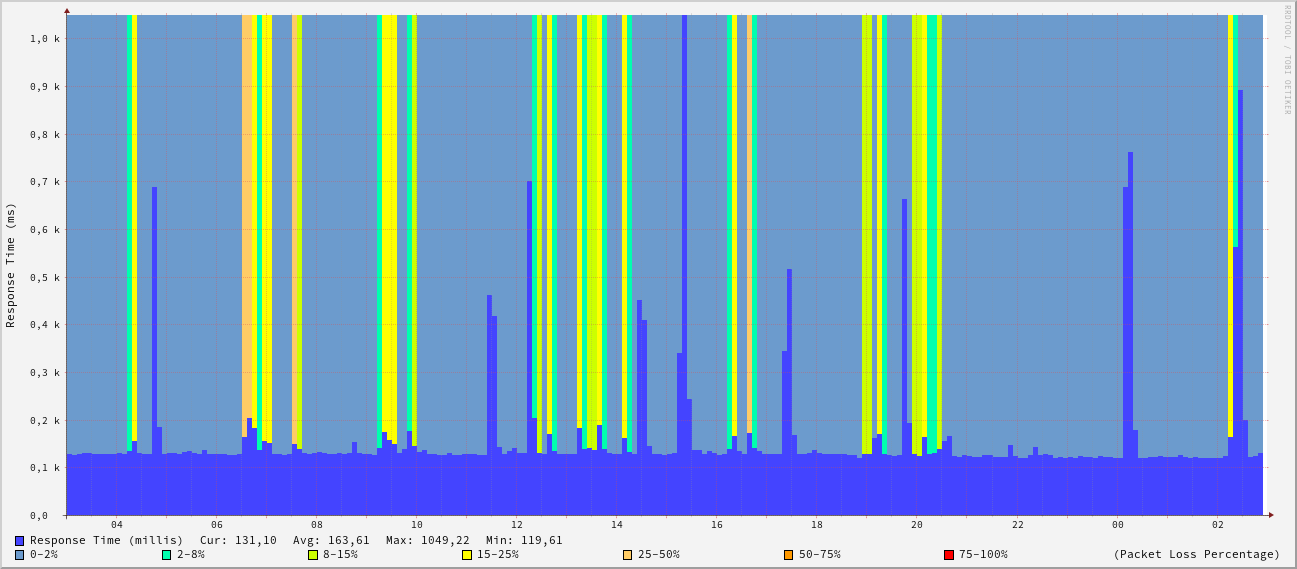 RRDTOOL / TOBI OETIKER
Response Time (ms)
1,0 k
0,9 k
0,8 k
0,7 k
0,6 k
0,5 k
0,4 k
0,3 k
0,2 k
0,1 k
0,0
04 06 08 10 12 14 16 18 20 22 00 02
Response Time (millis) Cur: 131,10 Avg: 163,61 Max: 1049,22 Min: 119,61
0-2% 2-8% 8-15% 15-25% 25-50% 50-75% 75-100% (Packet Loss Percentage)